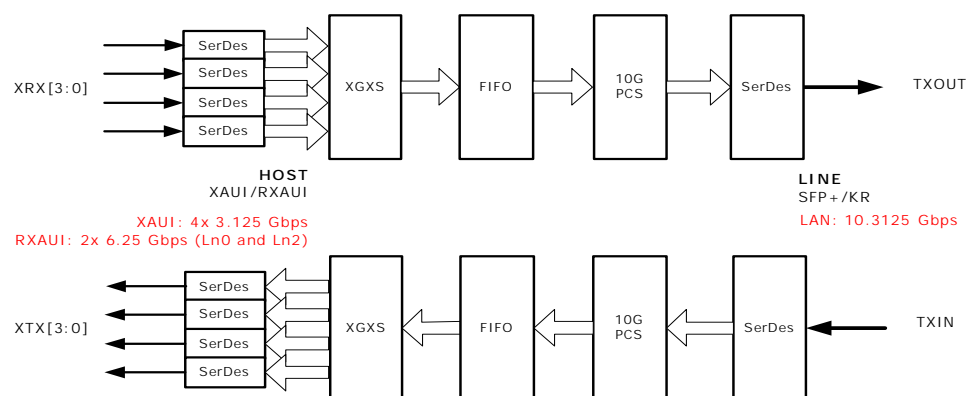 SerDes
SerDes
SerDes
SerDes
XRX[3:0]
XGXS
FIFO
10G
PCS
SerDes
TXOUT
HOST
XAUI/RXAUI
XAUI: 4x 3.125 Gbps
RXAUI: 2x 6.25 Gbps (Ln0 and Ln2)
LINE
SFP+/KR
LAN: 10.3125 Gbps
SerDes
SerDes
SerDes
SerDes
XTX[3:0]
XGXS
FIFO
10G
PCS
SerDes
TXIN